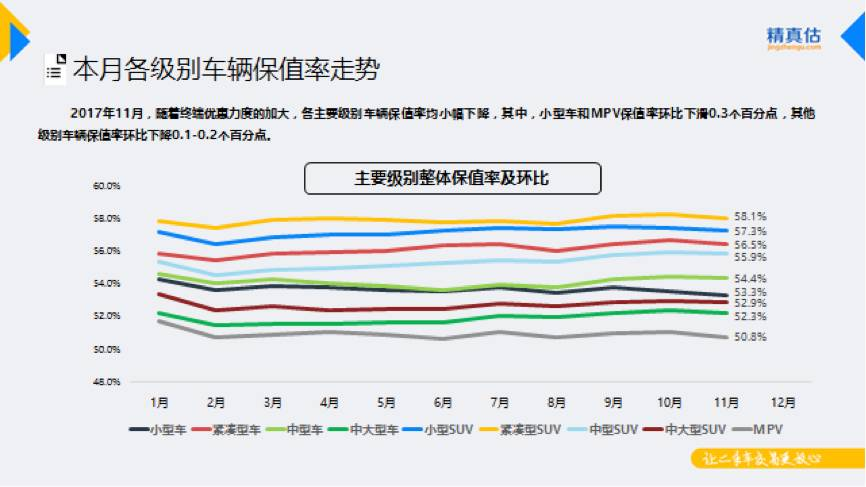 精真估
jingzhengu.com
本月各级别车辆保值率走势
2017年11月，随着终端优惠力度的加大，各主要级别车辆保值率均小幅下降，其中，小型车和MPV保值率环比下滑0.3个百分点，其他
级别车辆保值率环比下降0.1-0.2个百分点。
主要级别整体保值率及环比
60.0%
58.0%
56.0%
54.0%
52.0%
50.0%
48.0%
58.1%
57.3%
56.5%
55.9%
54.4%
53.3%
52.9%
52.3%
50.8%
1月 2月 3月 4月 5月 6月 7月 8月 9月 10月 11月 12月
小型车 紧凑型车 中型车 中大型车 小型SUV 紧凑型SUV 中型SUV 中大型SUV MPV
让二手车交易更放心